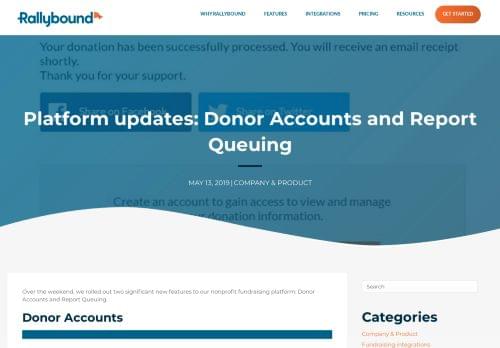 Rallybound
WHY RALLYBOUND
FEATURES
INTEGRATIONS
PRICING
RESOURCES
GET STARTED
Your donation has been successfully processed. You will receive an email receipt
shortly.
Thank you for your support.
Share on Facebook
Share on Twitter
Platform updates: Donor Accounts and Report
Queuing
MAY 13, 2019 | COMPANY & PRODUCT
Create an account to gain access to view and manage
your donation information.
Over the weekend, we rolled out two significant new features to our nonprofit fundraising platform: Donor
Accounts and Report Queuing.
Donor Accounts
Search
Categories
Company & Product
Fundraising integrations